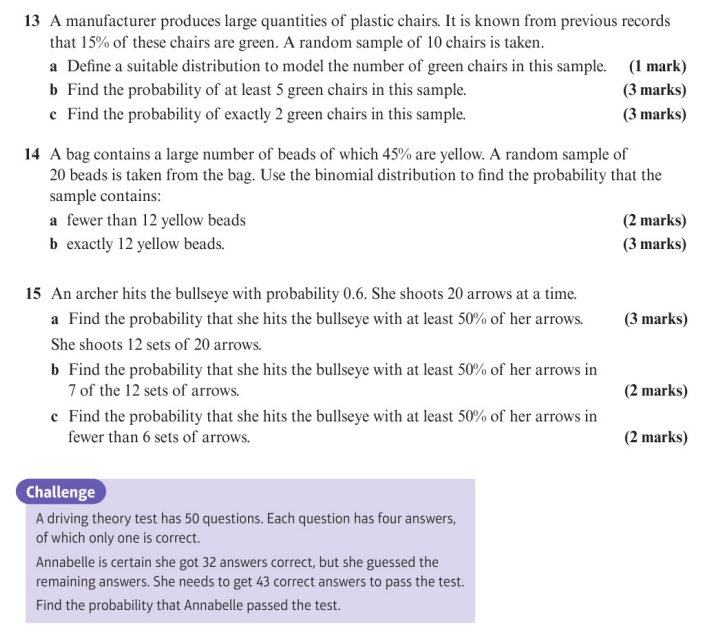 13 A manufacturer produces large quantities of plastic chairs. It is known from previous records
that 15% of these chairs are green. A random sample of 10 chairs is taken.
a Define a suitable distribution to model the number of green chairs in this sample. (1 mark)
b Find the probability of at least 5 green chairs in this sample. (3 marks)
c Find the probability of exactly 2 green chairs in this sample. (3 marks)
14 A bag contains a large number of beads of which 45% are yellow. A random sample of
20 beads is taken from the bag. Use the binomial distribution to find the probability that the
sample contains:
a fewer than 12 yellow beads (2 marks)
b exactly 12 yellow beads. (3 marks)
15 An archer hits the bullseye with probability 0.6. She shoots 20 arrows at a time.
a Find the probability that she hits the bullseye with at least 50% of her arrows. (3 marks)
She shoots 12 sets of 20 arrows.
b Find the probability that she hits the bullseye with at least 50% of her arrows in
7 of the 12 sets of arrows. (2 marks)
c Find the probability that she hits the bullseye with at least 50% of her arrows in
fewer than 6 sets of arrows. (2 marks)
Challenge
A driving theory test has 50 questions. Each question has four answers,
of which only one is correct.
Annabelle is certain she got 32 answers correct, but she guessed the
remaining answers. She needs to get 43 correct answers to pass the test.
Find the probability that Annabelle passed the test.